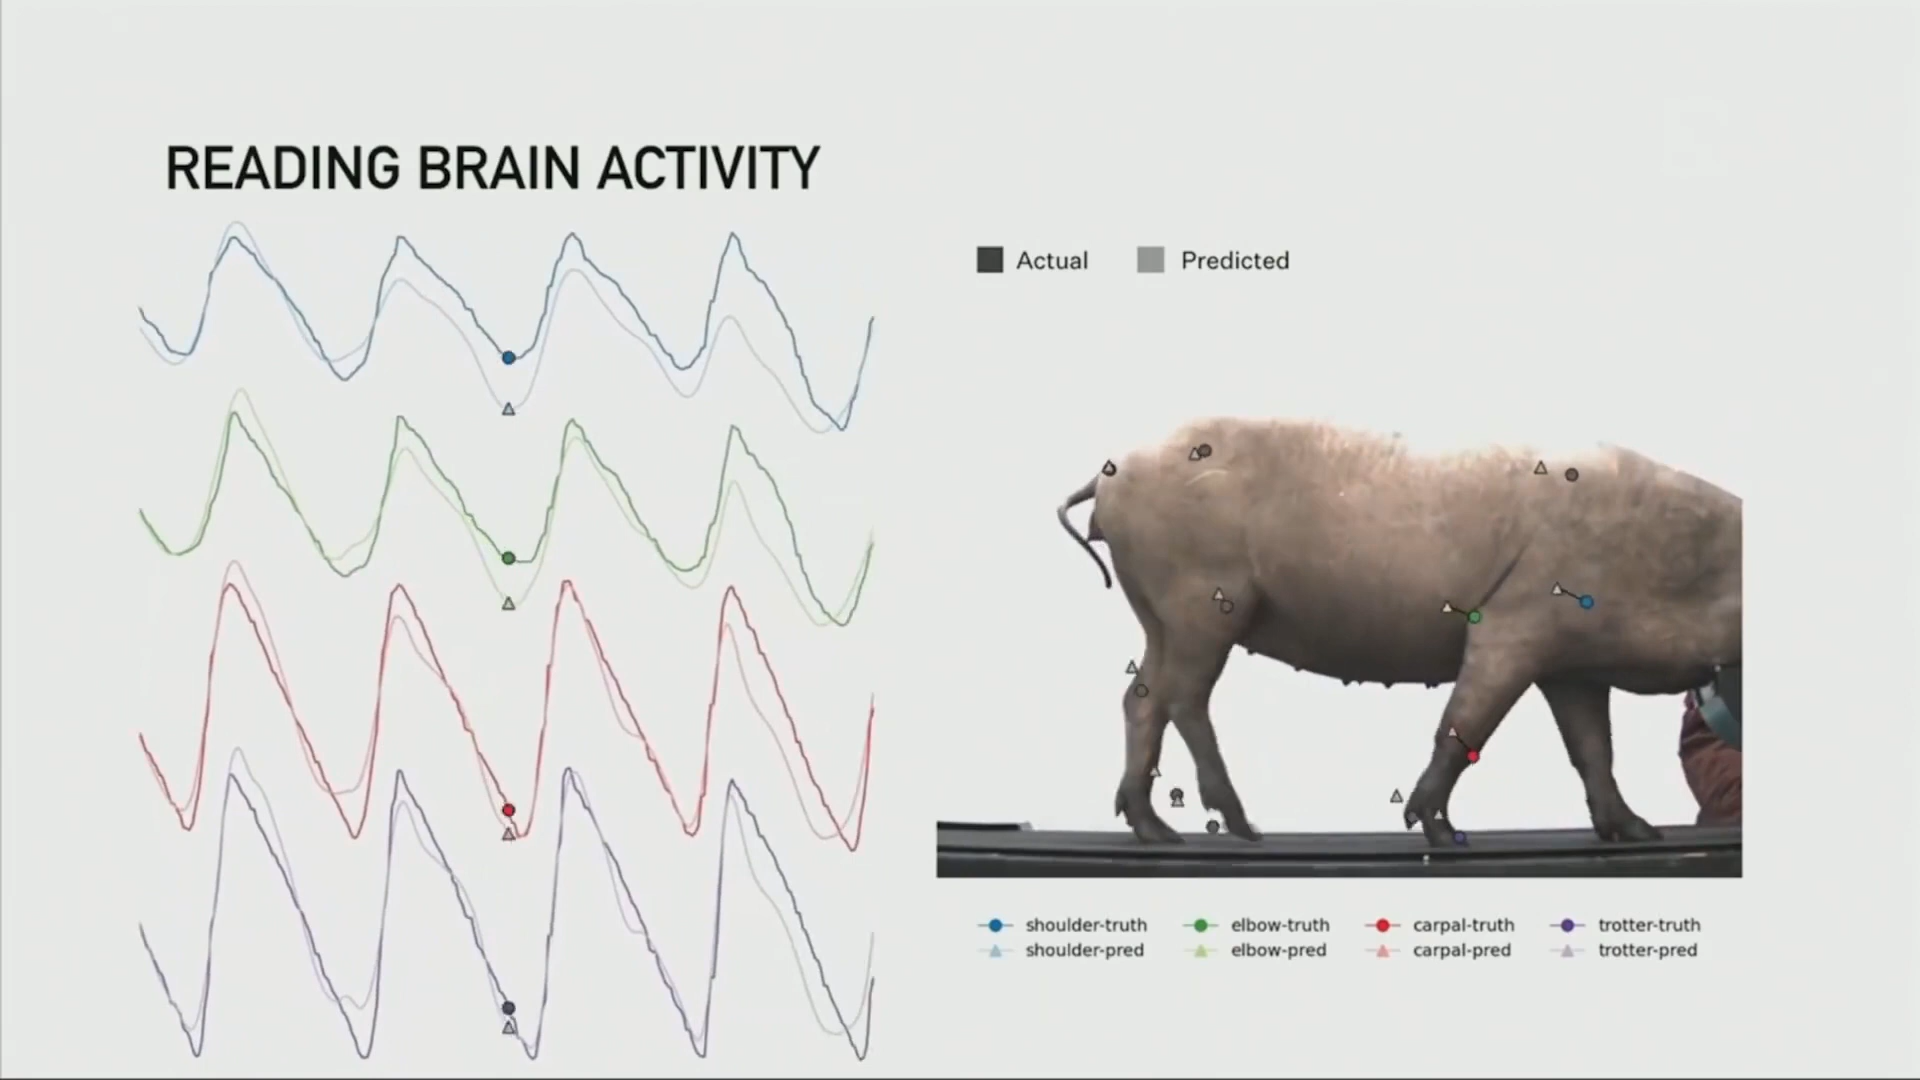 READING BRAIN ACTIVITY
Actual Predicted
shoulder-truth elbow-truth carpal-truth trotter-truth
shoulder-pred elbow-pred carpal-pred trotter-pred